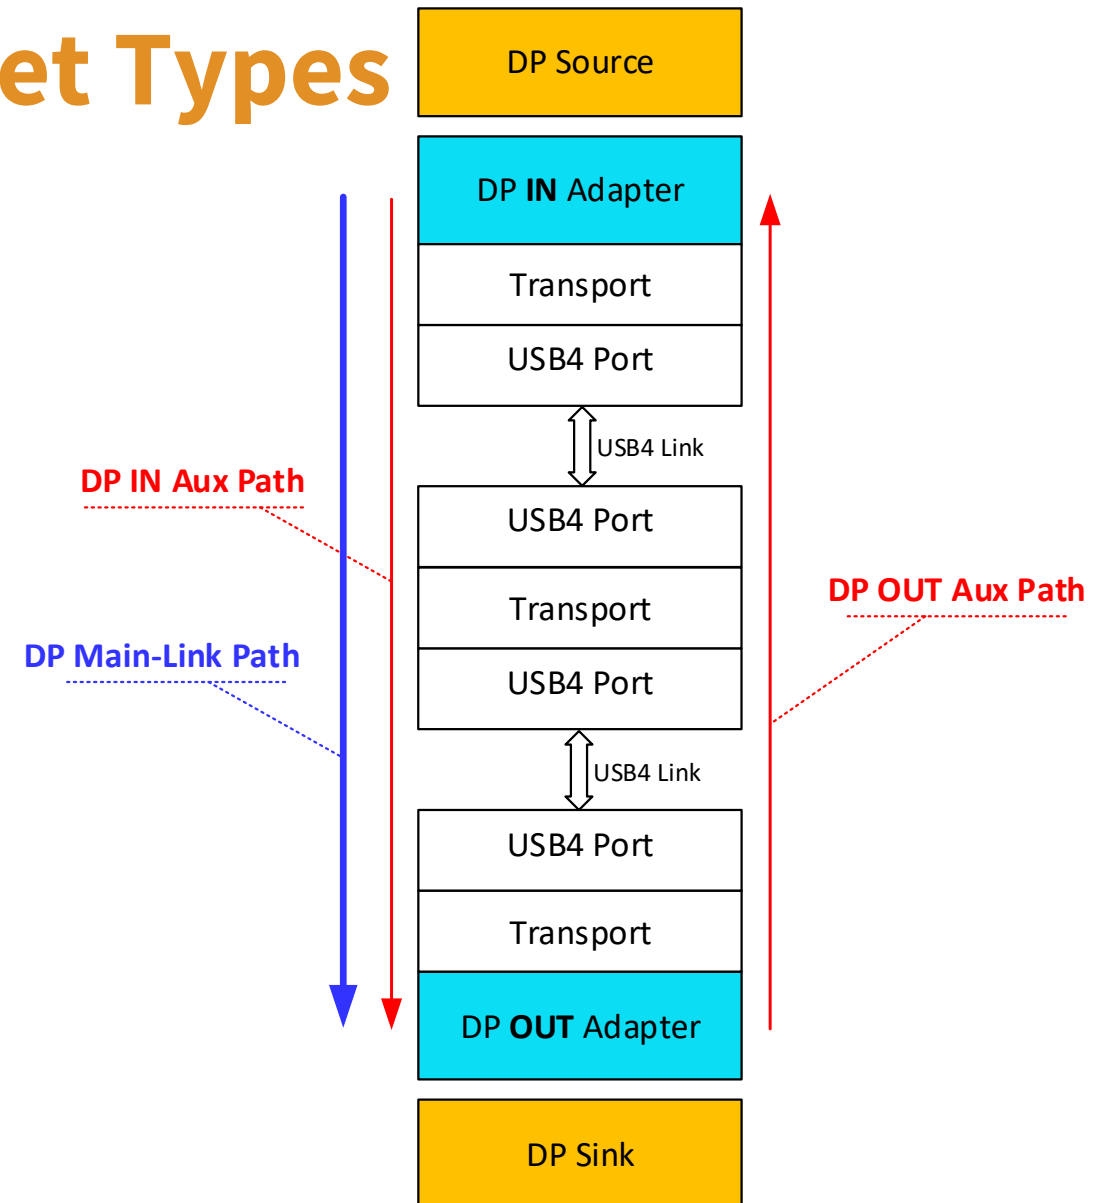 et Types
DP Source
DP IN Adapter
Transport
USB4 Port
USB4 Link
DP IN Aux Path
USB4 Port
DP OUT Aux Path
Transport
DP Main-Link Path
USB4 Port
USB4 Link
USB4 Port
Transport
DP OUT Adapter
DP Sink